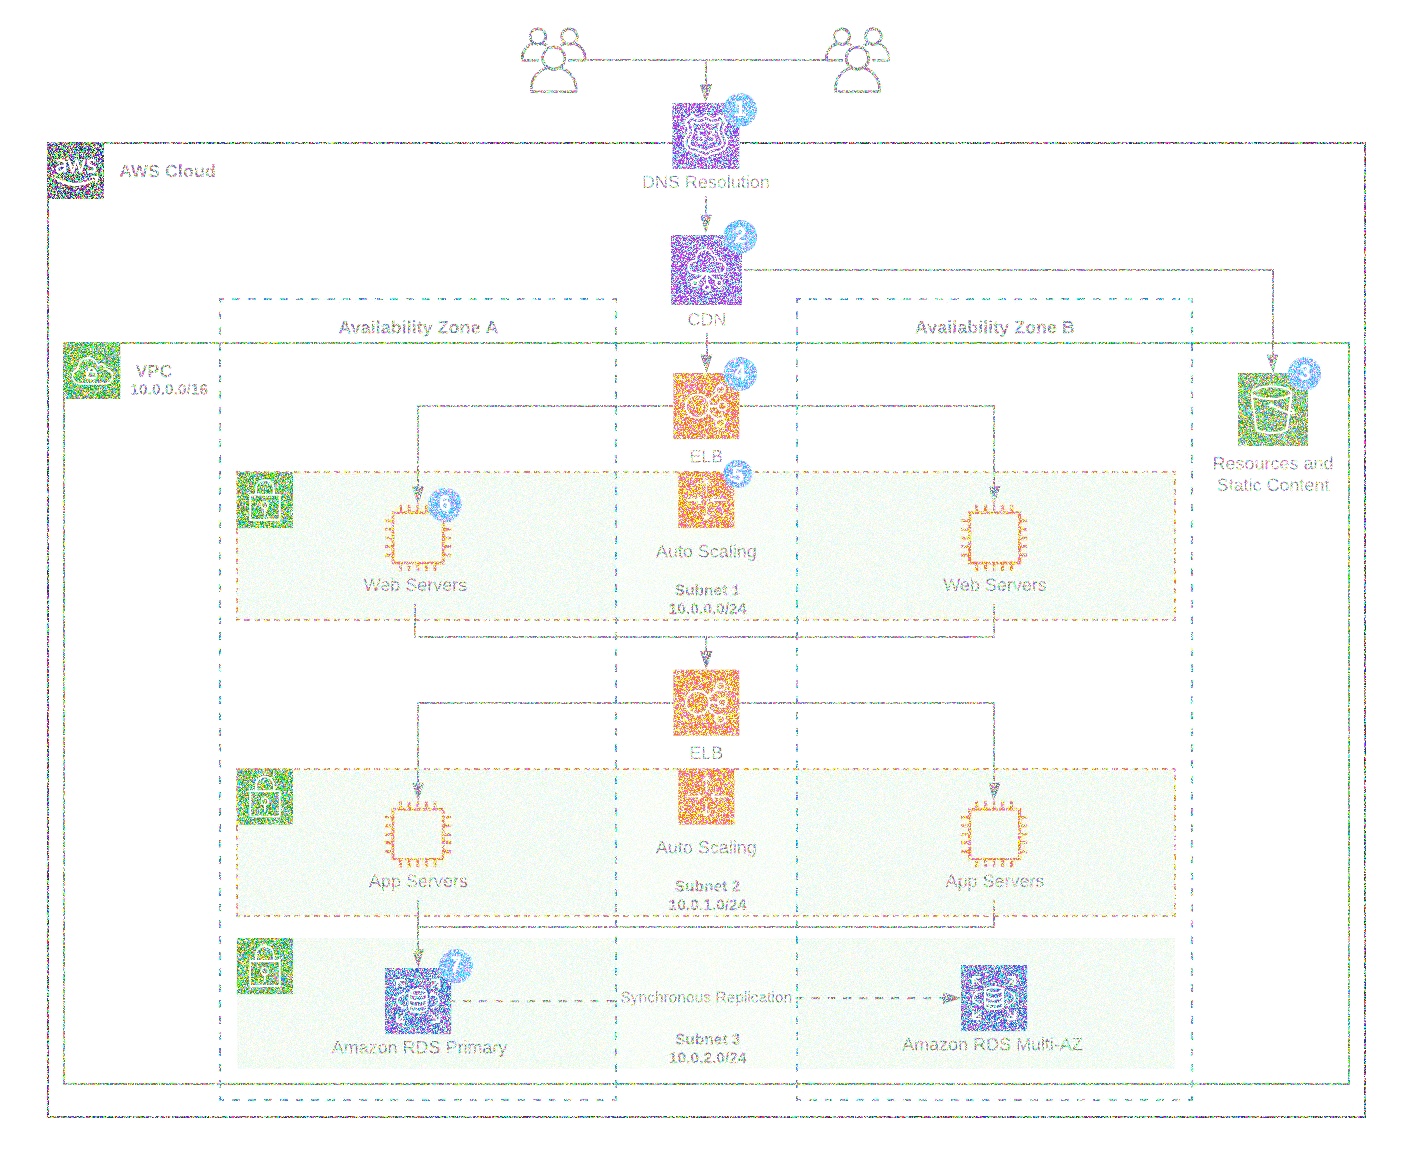 1
aws
AWS Cloud
53
DNS Resolution
2
CDN
Availability Zone A
Availability Zone B
VPC
10.0.0.0/16
4
3
ELB
Resources and
Static Content
5
6
Auto Scaling
Web Servers
Web Servers
Subnet 1
10.0.0.0/24
ELB
Auto Scaling
App Servers
App Servers
Subnet 2
10.0.1.0/24
7
Synchronous Replication
Amazon RDS Primary
Amazon RDS Multi-AZ
Subnet 3
10.0.2.0/24